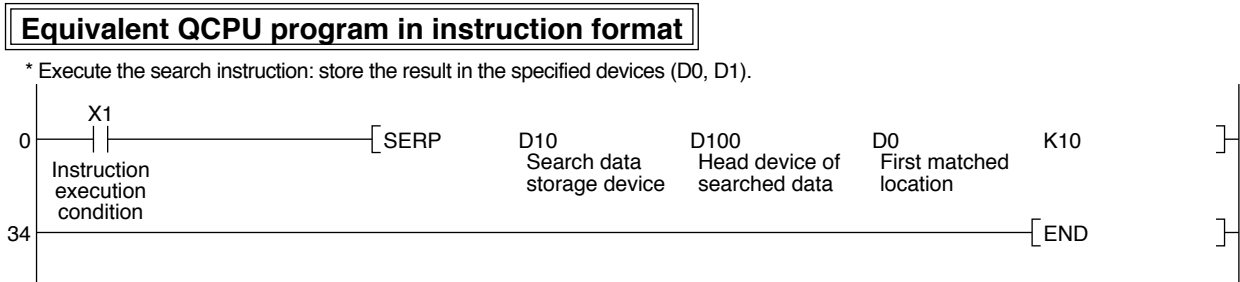 Equivalent QCPU program in instruction format
* Execute the search instruction: store the result in the specified devices (D0, D1).
X1
0 SERP D10 D100 D0 K10
Instruction execution condition
Search data storage device
Head device of searched data
First matched location
34 END